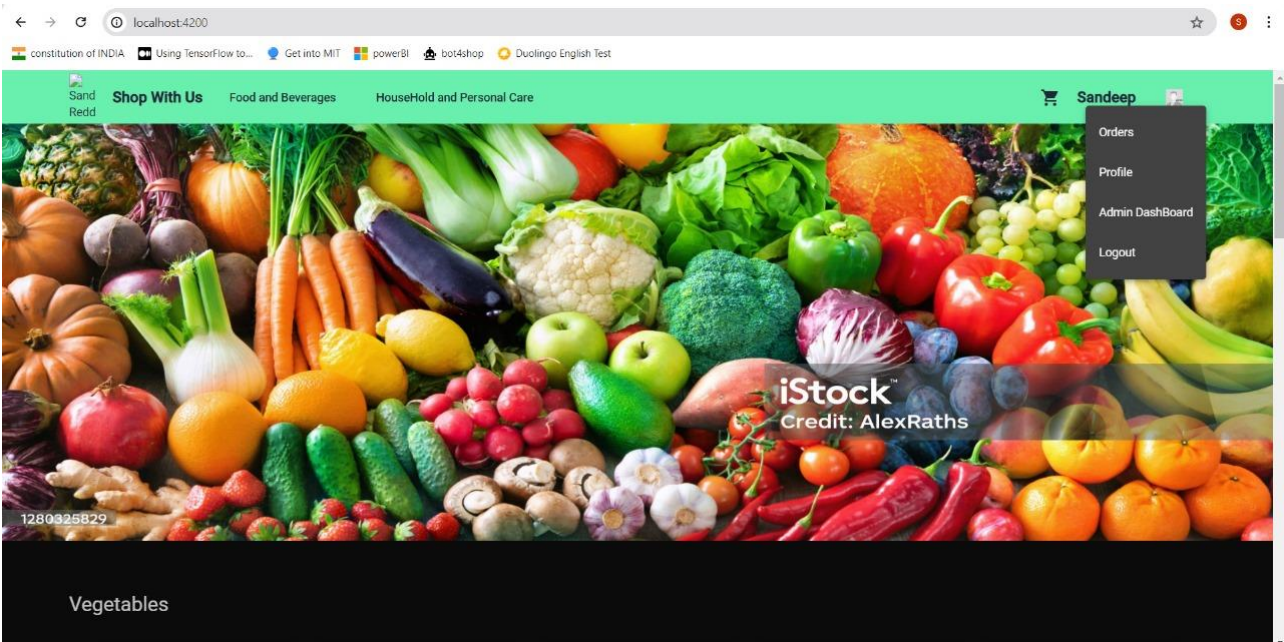 localhost:4200
S
constitution of INDIA
Using TensorFlow to...
Get into MIT
powerBI
bot4shop
Duolingo English Test
Sand
Redd
Shop With Us
Food and Beverages
HouseHold and Personal Care
Sandeep
Orders
Profile
Admin DashBoard
Logout
iStock™
Credit: AlexRaths
1280325829
Vegetables